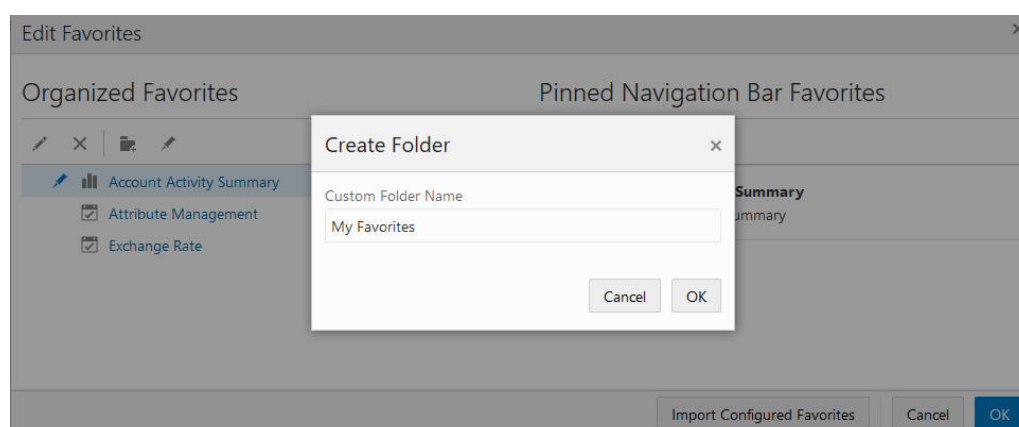 Edit Favorites
Organized Favorites
Pinned Navigation Bar Favorites
Create Folder
Account Activity Summary
Custom Folder Name
Summary
Attribute Management
My Favorites
Exchange Rate
Cancel
OK
Import Configured Favorites
Cancel
OK